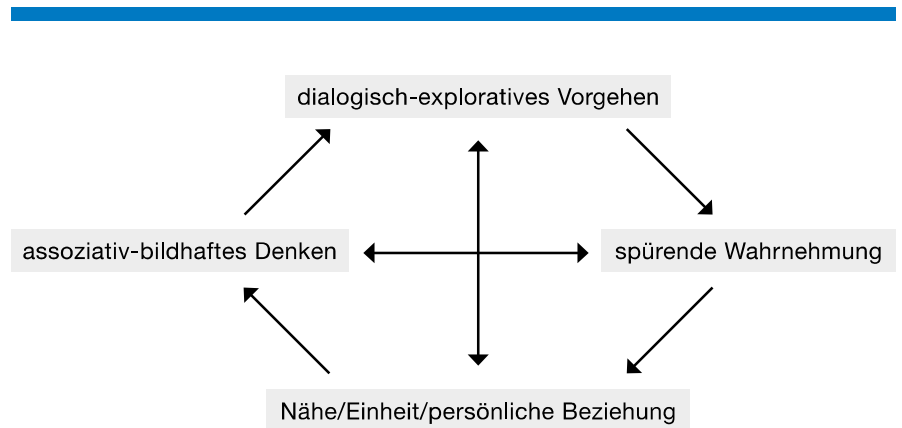 dialogisch-exploratives Vorgehen
assoziativ-bildhaftes Denken
spürende Wahrnehmung
Nähe/Einheit/persönliche Beziehung